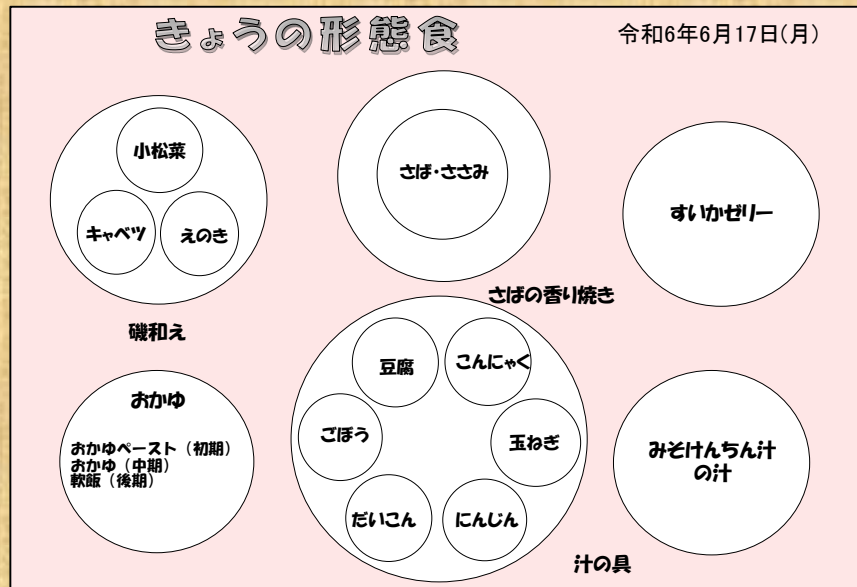 きょうの形態食
令和6年6月17日(月)
小松菜
キャベツ
えのき
磯和え
さば・ささみ
さばの香り焼き
すいかゼリー
おかゆ
おかゆペースト（初期）
おかゆ（中期）
軟飯（後期）
豆腐
こんにゃく
ごぼう
玉ねぎ
だいこん
にんじん
汁の具
みそけんちん汁
の汁